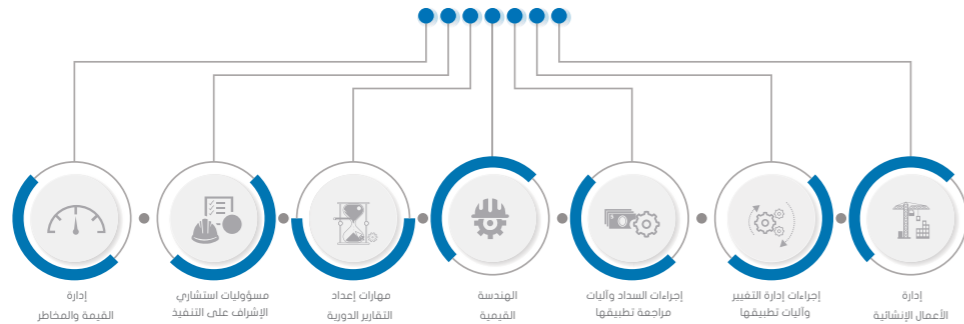 إدارة
الأعمال الإنشائية
إجراءات إدارة التغيير
وآليات تطبيقها
إجراءات السداد وآليات
مراجعة تطبيقها
الهندسة
القيمية
مهارات إعداد
التقارير الدورية
مسؤوليات استشاري
الإشراف على التنفيذ
إدارة
القيمة والمخاطر